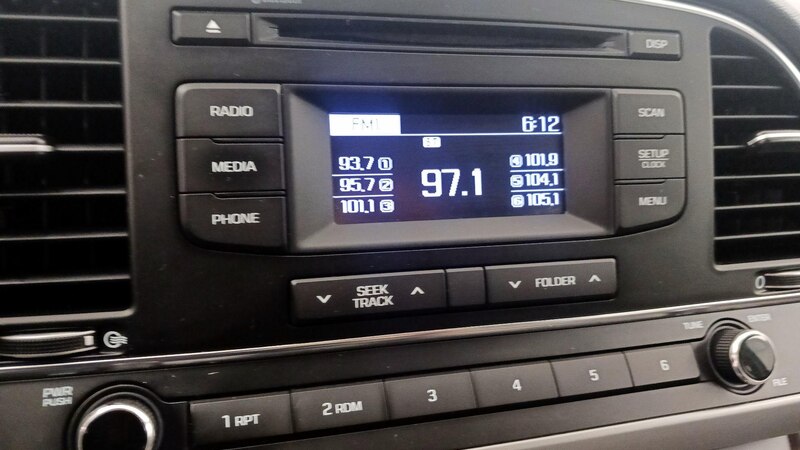 DISP
RADIO
MEDIA
PHONE
FM1 6:12
ST
93.7 1
95.7 2
101.1 3
97.1
4 101.9
5 104.1
6 105.1
SCAN
SETUP
CLOCK
MENU
SEEK
TRACK
FOLDER
TUNE
ENTER
FILE
PWR
PUSH
1 RPT
2 RDM
3
4
5
6